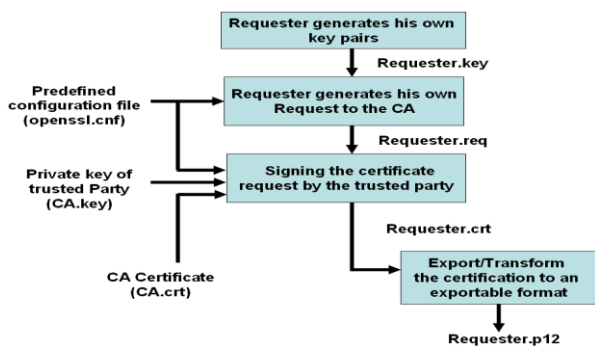 Requester generates his own
key pairs
Requester.key
Predefined
configuration file
(openssl.cnf)
Requester generates his own
Request to the CA
Requester.req
Private key of
trusted Party
(CA.key)
Signing the certificate
request by the trusted party
Requester.crt
CA Certificate
(CA.crt)
Export/Transform
the certification to an
exportable format
Requester.p12